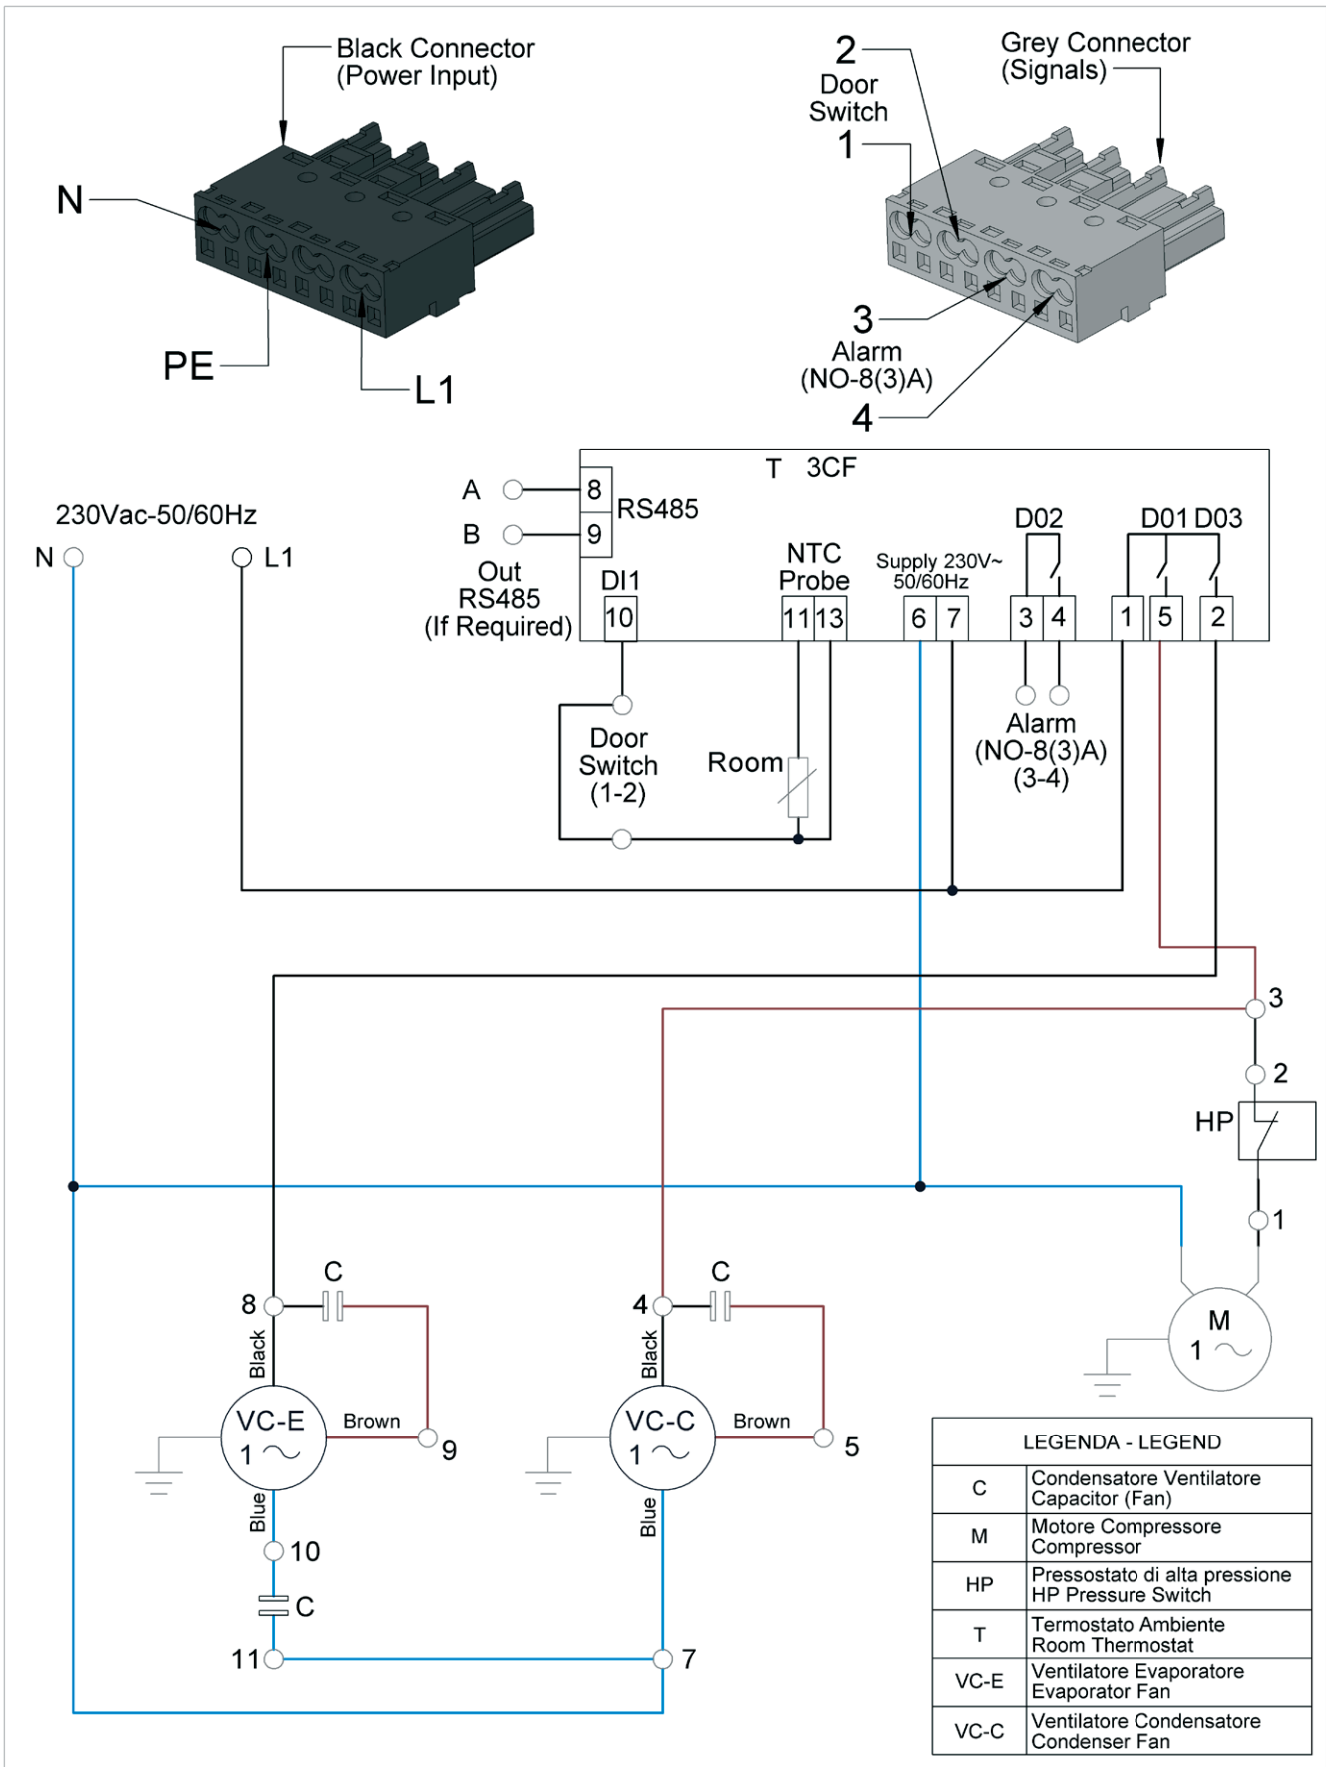 Black Connector
(Power Input)
N
PE
L1
2
Door
Switch
1
Grey Connector
(Signals)
3
Alarm
(NO-8(3)A)
4
T 3CF
A
8
RS485
B
9
Out
RS485
(If Required)
230Vac-50/60Hz
N
L1
DI1
10
NTC
Probe
11 13
Supply 230V~
50/60Hz
6 7
D02
3 4
D01 D03
1 5 2
Door
Switch
(1-2)
Room
Alarm
(NO-8(3)A)
(3-4)
3
2
HP
1
M
1
8
C
Black
VC-E
1
Brown
9
Blue
10
C
11
4
C
Black
VC-C
1
Brown
5
Blue
7
LEGENDA - LEGEND
C
Condensatore Ventilatore
Capacitor (Fan)
M
Motore Compressore
Compressor
HP
Pressostato di alta pressione
HP Pressure Switch
T
Termostato Ambiente
Room Thermostat
VC-E
Ventilatore Evaporatore
Evaporator Fan
VC-C
Ventilatore Condensatore
Condenser Fan